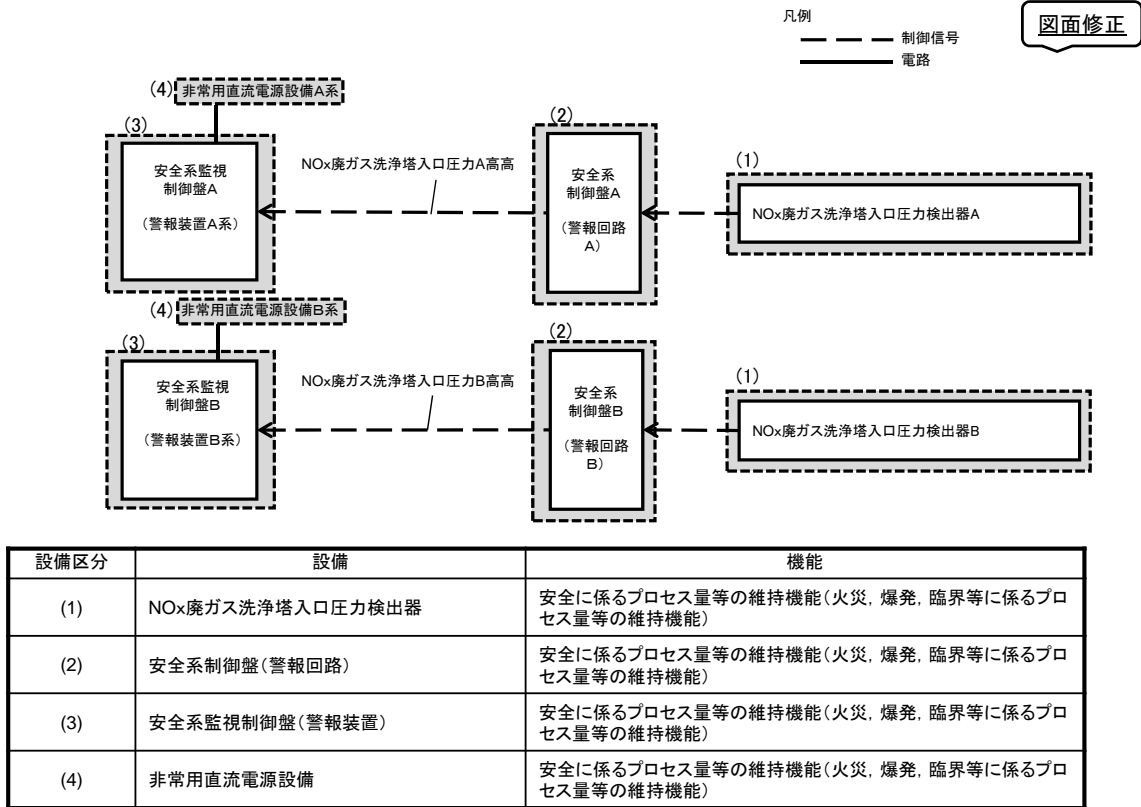 凡例
制御信号
電路
図面修正
(4)
非常用直流電源設備A系
(3)
安全系監視
制御盤A
(警報装置A系)
NOx廃ガス洗浄塔入口圧力A高高
(2)
安全系
制御盤A
(警報回路
A)
(1)
NOx廃ガス洗浄塔入口圧力検出器A
(4)
非常用直流電源設備B系
(3)
安全系監視
制御盤B
(警報装置B系)
NOx廃ガス洗浄塔入口圧力B高高
(2)
安全系
制御盤B
(警報回路
B)
(1)
NOx廃ガス洗浄塔入口圧力検出器B
設備区分 設備 機能
(1) NOx廃ガス洗浄塔入口圧力検出器 安全に係るプロセス量等の維持機能(火災, 爆発, 臨界等に係るプロ
セス量等の維持機能)
(2) 安全系制御盤(警報回路) 安全に係るプロセス量等の維持機能(火災, 爆発, 臨界等に係るプロ
セス量等の維持機能)
(3) 安全系監視制御盤(警報装置) 安全に係るプロセス量等の維持機能(火災, 爆発, 臨界等に係るプロ
セス量等の維持機能)
(4) 非常用直流電源設備 安全に係るプロセス量等の維持機能(火災, 爆発, 臨界等に係るプロ
セス量等の維持機能)